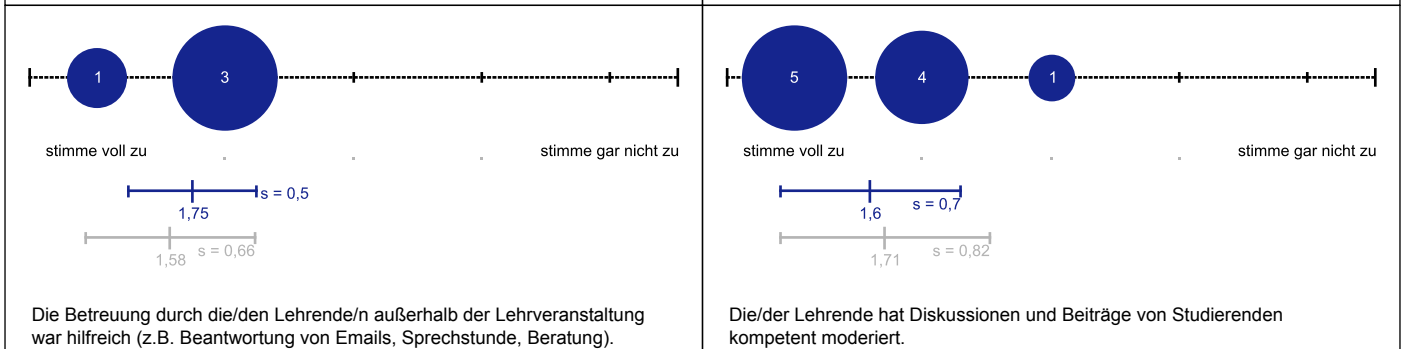 1
3
stimme voll zu
stimme gar nicht zu
s = 0,5
1,75
s = 0,66
1,58
Die Betreuung durch die/den Lehrende/n außerhalb der Lehrveranstaltung
war hilfreich (z.B. Beantwortung von Emails, Sprechstunde, Beratung).
5
4
1
stimme voll zu
stimme gar nicht zu
s = 0,7
1,6
s = 0,82
1,71
Die/der Lehrende hat Diskussionen und Beiträge von Studierenden
kompetent moderiert.